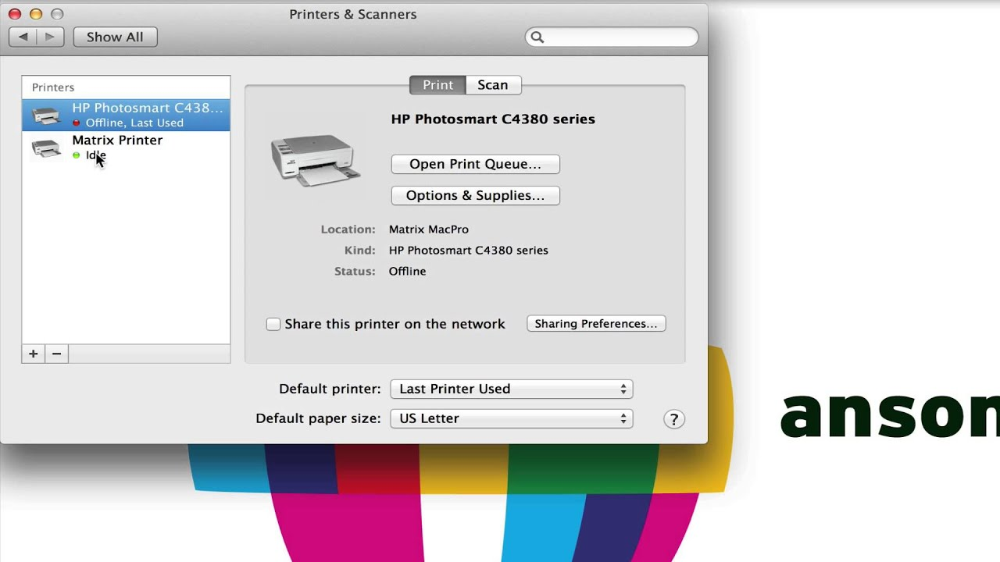 Printers & Scanners
Show All
Printers
HP Photosmart C438...
Offline, Last Used
Matrix Printer
Idle
Print Scan
HP Photosmart C4380 series
Open Print Queue...
Options & Supplies...
Location: Matrix MacPro
Kind: HP Photosmart C4380 series
Status: Offline
Share this printer on the network Sharing Preferences...
+ −
Default printer: Last Printer Used
Default paper size: US Letter ?
anson